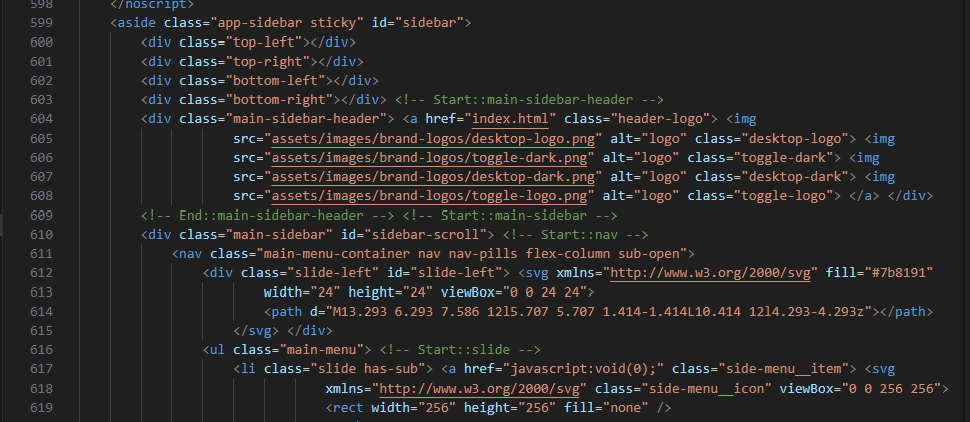 598 </noscript>
599 <aside class="app-sidebar sticky" id="sidebar">
600 <div class="top-left"></div>
601 <div class="top-right"></div>
602 <div class="bottom-left"></div>
603 <div class="bottom-right"></div> <!-- Start::main-sidebar-header -->
604 <div class="main-sidebar-header"> <a href="index.html" class="header-logo"> <img
605 src="assets/images/brand-logos/desktop-logo.png" alt="logo" class="desktop-logo"> <img
606 src="assets/images/brand-logos/toggle-dark.png" alt="logo" class="toggle-dark"> <img
607 src="assets/images/brand-logos/desktop-dark.png" alt="logo" class="desktop-dark"> <img
608 src="assets/images/brand-logos/toggle-logo.png" alt="logo" class="toggle-logo"> </a> </div>
609 <!-- End::main-sidebar-header --> <!-- Start::main-sidebar -->
610 <div class="main-sidebar" id="sidebar-scroll"> <!-- Start::nav -->
611 <nav class="main-menu-container nav nav-pills flex-column sub-open">
612 <div class="slide-left" id="slide-left"> <svg xmlns="http://www.w3.org/2000/svg" fill="#7b8191"
613 width="24" height="24" viewBox="0 0 24 24">
614 <path d="M13.293 6.293 7.586 12l5.707 5.707 1.414-1.414L10.414 12l4.293-4.293z"></path>
615 </svg> </div>
616 <ul class="main-menu"> <!-- Start::slide -->
617 <li class="slide has-sub"> <a href="javascript:void(0);" class="side-menu__item"> <svg
618 xmlns="http://www.w3.org/2000/svg" class="side-menu__icon" viewBox="0 0 256 256">
619 <rect width="256" height="256" fill="none" />